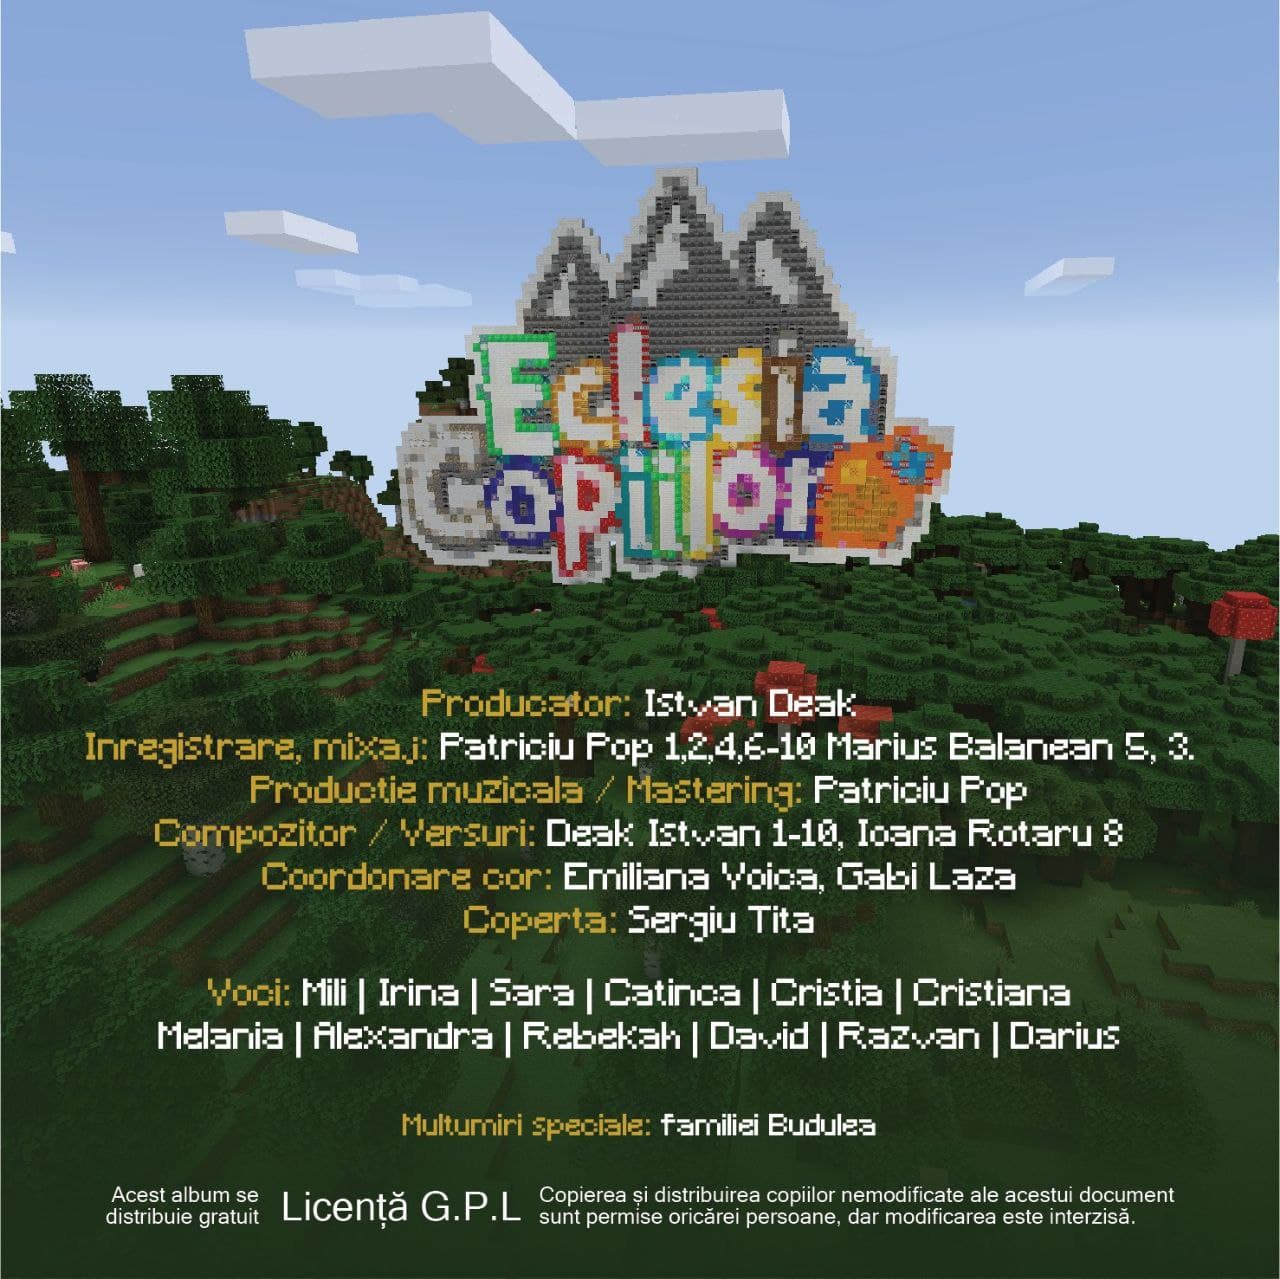 Eclesia
Copiilor
Producator: Istvan Deak
Inregistrare, mixaj: Patriciu Pop 1,2,4,6-10 Marius Balanean 5, 3.
Productie muzicala / Mastering: Patriciu Pop
Compozitor / Versuri: Deak Istvan 1-10, Ioana Rotaru 8
Coordonare cor: Emiliana Voica, Gabi Laza
Coperta: Sergiu Tita
Voci: Mili | Irina | Sara | Catinca | Cristia | Cristiana
Melania | Alexandra | Rebekah | David | Razvan | Darius
Multumiri speciale: familiei Budulea
Acest album se
distribuie gratuit
Licență G.P.L
Copierea și distribuirea copiilor nemodificate ale acestui document
sunt permise oricărei persoane, dar modificarea este interzisă.